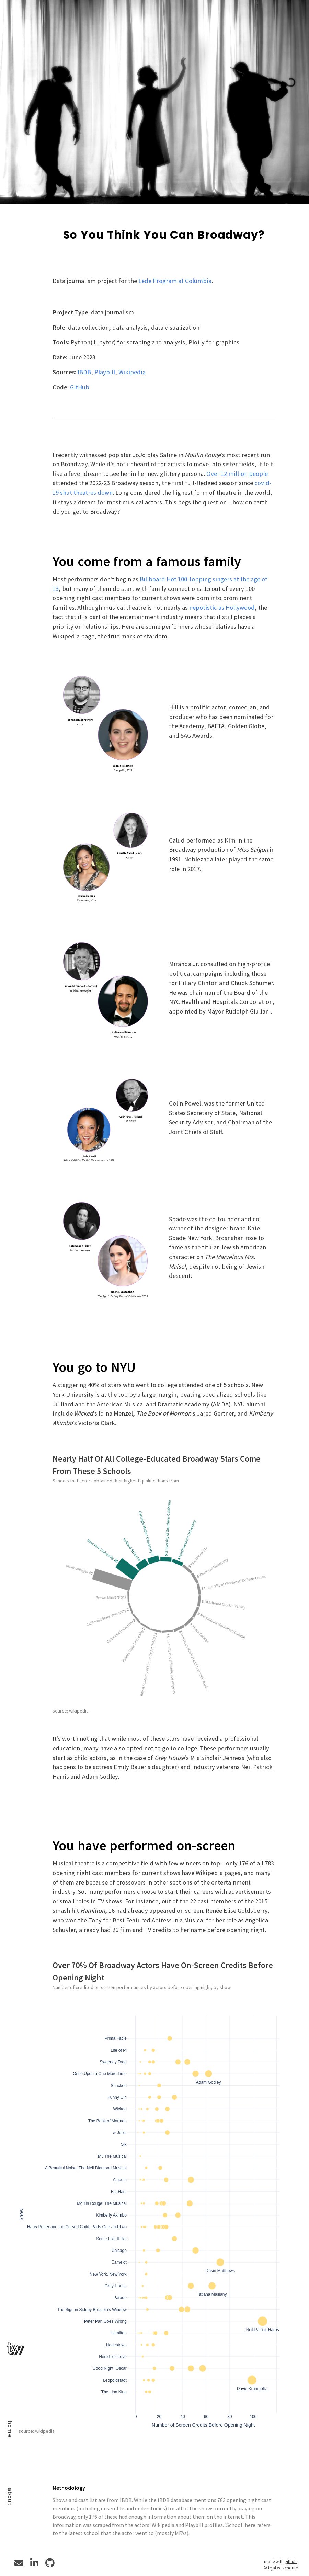 So You Think You Can Broadway?
Data journalism project for the Lede Program at Columbia.
Project Type: data journalism
Role: data collection, data analysis, data visualization
Tools: Python(Jupyter) for scraping and analysis, Plotly for graphics
Date: June 2023
Sources: IBDB, Playbill, Wikipedia
Code: GitHub
I recently witnessed pop star JoJo play Satine in Moulin Rouge's most recent run
on Broadway. While it's not unheard of for artists to move into sister fields, it felt
like a fever dream to see her in her new glittery persona. Over 12 million people
attended the 2022-23 Broadway season, the first full-fledged season since covid-
19 shut theatres down. Long considered the highest form of theatre in the world,
it stays a dream for most musical actors. This begs the question – how on earth
do you get to Broadway?
You come from a famous family
Most performers don't begin as Billboard Hot 100-topping singers at the age of
13, but many of them do start with family connections. 15 out of every 100
opening night cast members for current shows were born into prominent
families. Although musical theatre is not nearly as nepotistic as Hollywood, the
fact that it is part of the entertainment industry means that it still places a
priority on relationships. Here are some performers whose relatives have a
Wikipedia page, the true mark of stardom.
Jonah Hill (brother)
actor
Beanie Feldstein
Funny Girl, 2022
Hill is a prolific actor, comedian, and
producer who has been nominated for
the Academy, BAFTA, Golden Globe,
and SAG Awards.
Eva Noblezada
Hadestown, 2019
Calud performed as Kim in the
Broadway production of Miss Saigon in
1991. Noblezada later played the same
role in 2017.
Luis A. Miranda Jr. (father)
political strategist
Lin-Manuel Miranda
Hamilton, 2015
Miranda Jr. consulted on high-profile
political campaigns including those
for Hillary Clinton and Chuck Schumer.
He was chairman of the Board of the
NYC Health and Hospitals Corporation,
appointed by Mayor Rudolph Giuliani.
Colin Powell (father)
politician
Linda Powell
Colin Powell was the former United
States Secretary of State, National
Security Advisor, and Chairman of the
Joint Chiefs of Staff.
Kate Spade (aunt)
fashion designer
Rachel Brosnahan
The Sign in Sidney Brustein's Window, 2023
Spade was the co-founder and co-
owner of the designer brand Kate
Spade New York. Brosnahan rose to
fame as the titular Jewish American
character on The Marvelous Mrs.
Maisel, despite not being of Jewish
descent.
You go to NYU
A staggering 40% of stars who went to college attended one of 5 schools. New
York University is at the top by a large margin, beating specialized schools like
Julliard and the American Musical and Dramatic Academy (AMDA). NYU alumni
include Wicked's Idina Menzel, The Book of Mormon's Jared Gertner, and Kimberly
Akimbo's Victoria Clark.
Nearly Half Of All College-Educated Broadway Stars Come
From These 5 Schools
Schools that actors obtained their highest qualifications from
University of Southern California
Carnegie Mellon University
Juilliard School
New York University
other colleges
Brown University
California State University
University of Cincinnati College-Conser ...
Oklahoma City University
source: wikipedia
It's worth noting that while most of these stars have received a professional
education, many have also opted not to go to college. These performers usually
start as child actors, as in the case of Grey House's Mia Sinclair Jenness (who also
happens to be actress Emily Bauer's daughter) and industry veterans Neil Patrick
Harris and Adam Godley.
You have performed on-screen
Musical theatre is a competitive field with few winners on top – only 176 of all 783
opening night cast members for current shows have Wikipedia pages, and many
of them are because of crossovers in other sections of the entertainment
industry. So, many performers choose to start their careers with advertisements
or small roles in TV shows. For instance, out of the 22 cast members of the 2015
smash hit Hamilton, 16 had already appeared on screen. Renée Elise Goldsberry,
who won the Tony for Best Featured Actress in a Musical for her role as Angelica
Schuyler, already had 26 film and TV credits to her name before opening night.
Over 70% Of Broadway Actors Have On-Screen Credits Before
Opening Night
Number of credited on-screen performances by actors before opening night, by show
Prima Facie
Life of Pi
Sweeney Todd
Once Upon a One More Time
Adam Godley
Shucked
Funny Girl
Wicked
The Book of Mormon
& Juliet
Six
MJ The Musical
A Beautiful Noise, The Neil Diamond Musical
Aladdin
Fat Ham
Moulin Rouge! The Musical
Kimberly Akimbo
Harry Potter and the Cursed Child, Parts One and Two
Some Like It Hot
Chicago
Camelot
Dakin Matthews
New York, New York
Grey House
Tatiana Maslany
Parade
The Sign in Sidney Brustein's Window
Peter Pan Goes Wrong
Neil Patrick Harris
Hamilton
Hadestown
Here Lies Love
Good Night, Oscar
Leopoldstadt
David Krumholtz
The Lion King
Show
0 20 40 60 80 100
Number of Screen Credits Before Opening Night
source: wikipedia
tw
home
about
Methodology
Shows and cast list are from IBDB. While the IBDB database mentions 783 opening night cast
members (including ensemble and understudies) for all of the shows currently playing on
Broadway, only 176 of these had enough information about them on Wikipedia to be used. This
information was scraped from the actors' Wikipedia and Playbill profiles. 'School' here refers
to the latest school that the actor went to (mostly MFAs).
made with github.
© tejal wakchoure